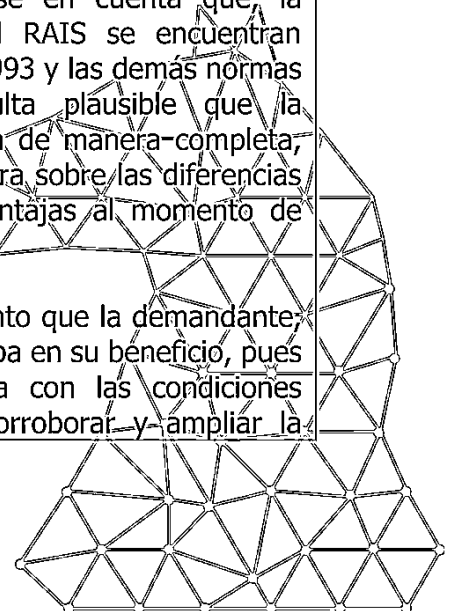 se en cuenta que, la
RAIS se encuentran
993 y las demás normas
ulta plausible que la
de manera completa,
ra sobre las diferencias
ntajas al momento de
nto que la demandante,
ba en su beneficio, pues
a con las condiciones
orroborar y ampliar la